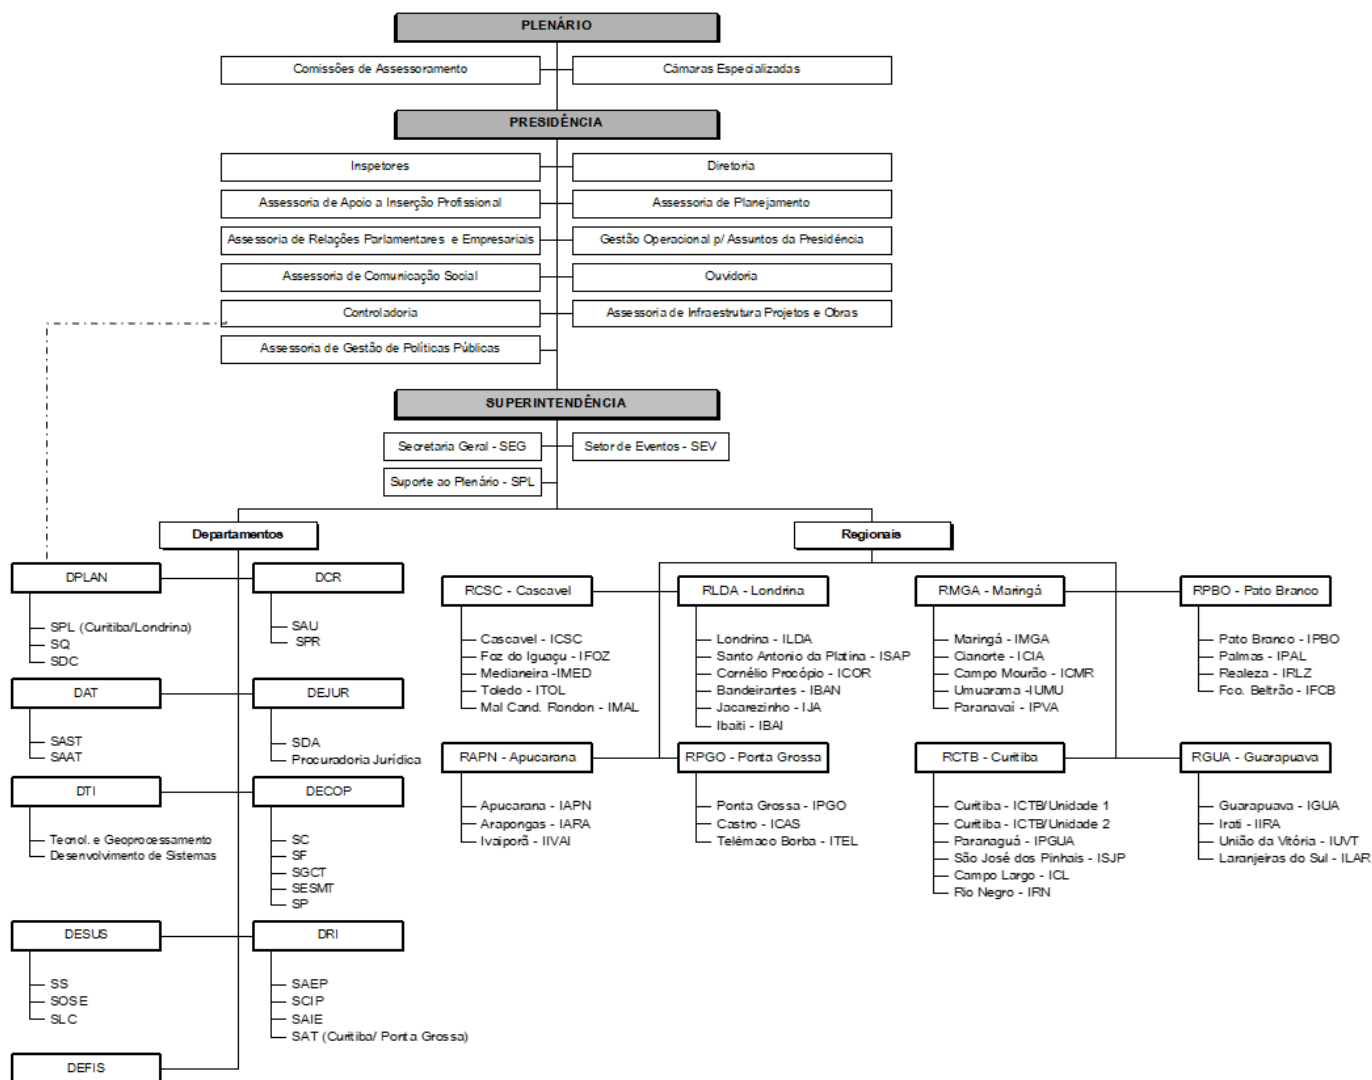 PLENÁRIO
Comissões de Assessoramento
Câmaras Especializadas
PRESIDÊNCIA
Inspetores
Diretoria
Assessoria de Apoio a Inserção Profissional
Assessoria de Planejamento
Assessoria de Relações Parlamentares e Empresariais
Gestão Operacional p/ Assuntos da Presidência
Assessoria de Comunicação Social
Ouvidoria
Controladoria
Assessoria de Infraestrutura Projetos e Obras
Assessoria de Gestão de Políticas Públicas
SUPERINTENDÊNCIA
Secretaria Geral - SEG
Setor de Eventos - SEV
Suporte ao Plenário - SPL
Departamentos
Regionais
DPLAN
SPL (Curitiba/Londrina)
SQ
SDC
DCR
SAU
SPR
DAT
SAST
SAAT
DEJUR
SDA
Procuradoria Jurídica
DTI
Tecnol. e Geoprocessamento
Desenvolvimento de Sistemas
DECOP
SC
SF
SGCT
SESMT
SP
DESUS
SS
SOSE
SLC
DRI
SAEP
SCIP
SAIE
SAT (Curitiba/ Ponta Grossa)
DEFIS
RCSC - Cascavel
Cascavel - ICSC
Foz do Iguaçu - IFOZ
Medianeira -IMED
Toledo - ITOL
Mal Cand. Rondon - IMAL
RLDA - Londrina
Londrina - ILDA
Santo Antonio da Platina - ISAP
Cornélio Procópio - ICOR
Bandeirantes - IBAN
Jacarezinho - IJA
Ibaiti - IBAI
RMGA - Maringá
Maringá - IMGA
Cianorte - ICIA
Campo Mourão - ICMR
Umuarama -IUMU
Paranavaí - IPVA
RPBO - Pato Branco
Pato Branco - IPBO
Palmas - IPAL
Realeza - IRLZ
Fco. Beltrão - IFCB
RAPN - Apucarana
Apucarana - IAPN
Arapongas - IARA
Ivaiporã - IIVAI
RPGO - Ponta Grossa
Ponta Grossa - IPGO
Castro - ICAS
Telêmaco Borba - ITEL
RCTB - Curitiba
Curitiba - ICTB/Unidade 1
Curitiba - ICTB/Unidade 2
Paranaguá - IPGUA
São José dos Pinhais - ISJP
Campo Largo - ICL
Rio Negro - IRN
RGUA - Guarapuava
Guarapuava - IGUA
Irati - IIRA
União da Vitória - IUVT
Laranjeiras do Sul - ILAR